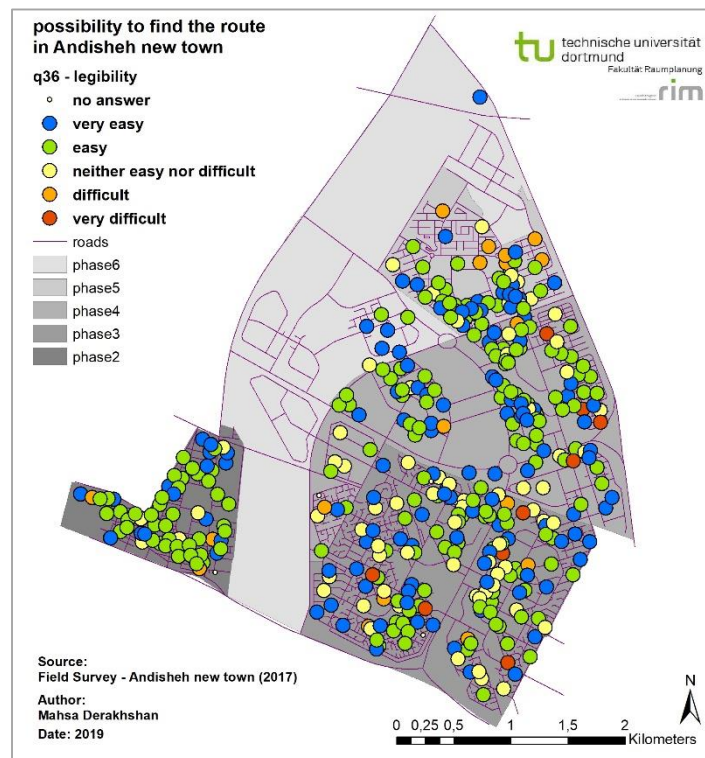 possibility to find the route
in Andisheh new town
q36 - legibility
no answer
very easy
easy
neither easy nor difficult
difficult
very difficult
roads
phase6
phase5
phase4
phase3
phase2
tu technische universität
dortmund
Fakultät Raumplanung
rim
Source:
Field Survey - Andisheh new town (2017)
Author:
Mahsa Derakhshan
Date: 2019
N
0 0,25 0,5 1 1,5 2
Kilometers